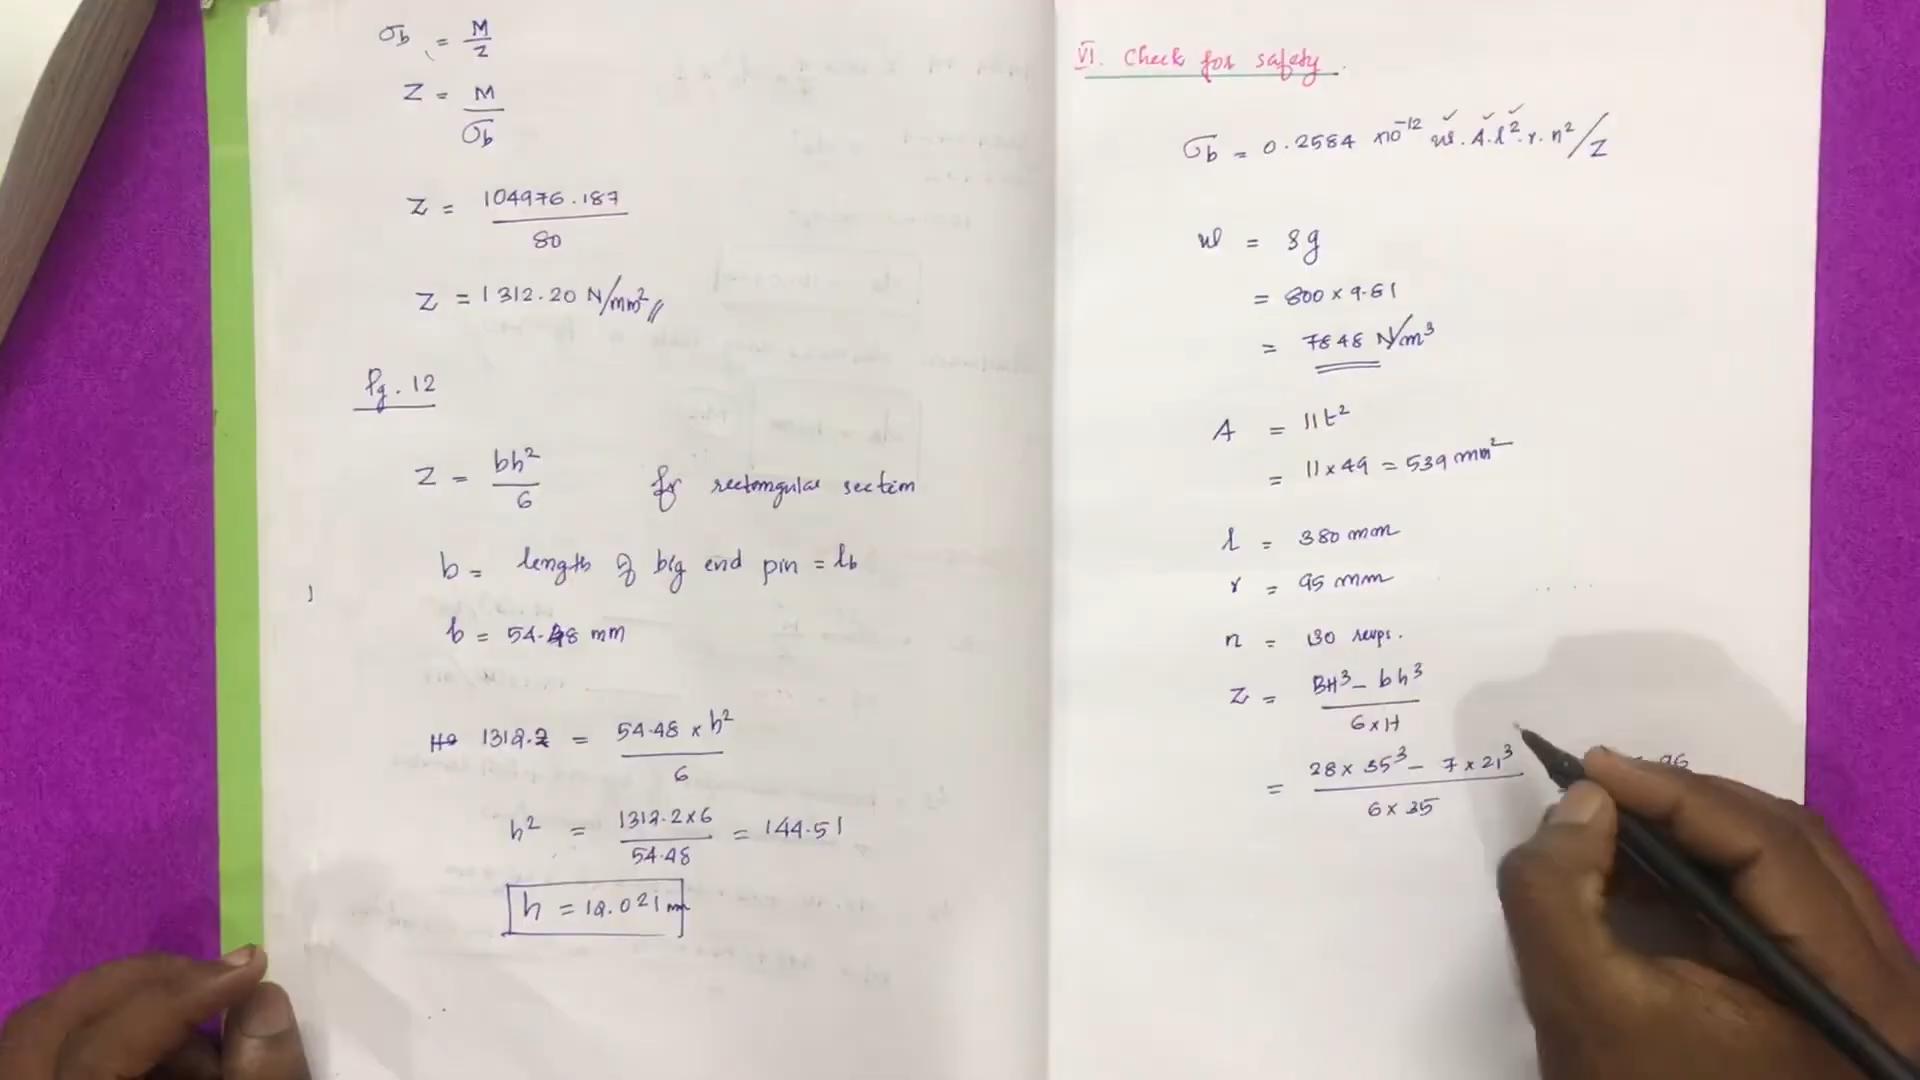 σb = M/Z
Z = M/σb
Z = 104976.187/80
Z = 1312.20 N/mm²//
Pg. 12
Z = bh²/6 for rectangular section
b = length of big end pin = lb
b = 54.48 mm
1312.2 = 54.48 × h²/6
h² = 1312.2×6/54.48 = 144.51
h = 12.021 mm
VI. Check for safety.
σb = 0.2584 ×10⁻¹² w.A.l².r.n²/Z
w = ρg
= 800 × 9.81
= 7848 N/m³
A = 11t²
= 11 × 49 = 539 mm²
l = 380 mm
r = 95 mm
n = 30 revps.
Z = BH³ - bh³/6×H
= 28 × 35³ - 7 × 21³/6 × 35